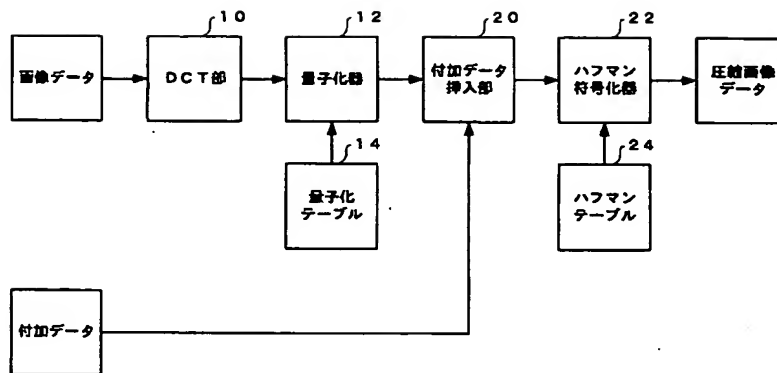 10
12
20
22
画像データ
DCT部
量子化器
付加データ
挿入部
ハフマン
符号化器
圧縮画像
データ
14
24
量子化
テーブル
ハフマン
テーブル
付加データ